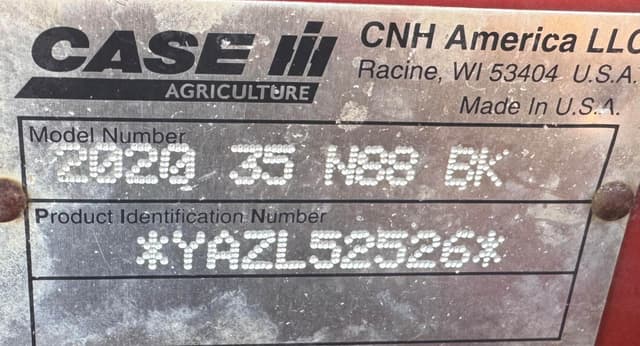 CASE IH
AGRICULTURE
CNH America LLC
Racine, WI 53404 U.S.A.
Made In U.S.A.
Model Number
2020 35 N88 BK
Product Identification Number
*YAZL52526*